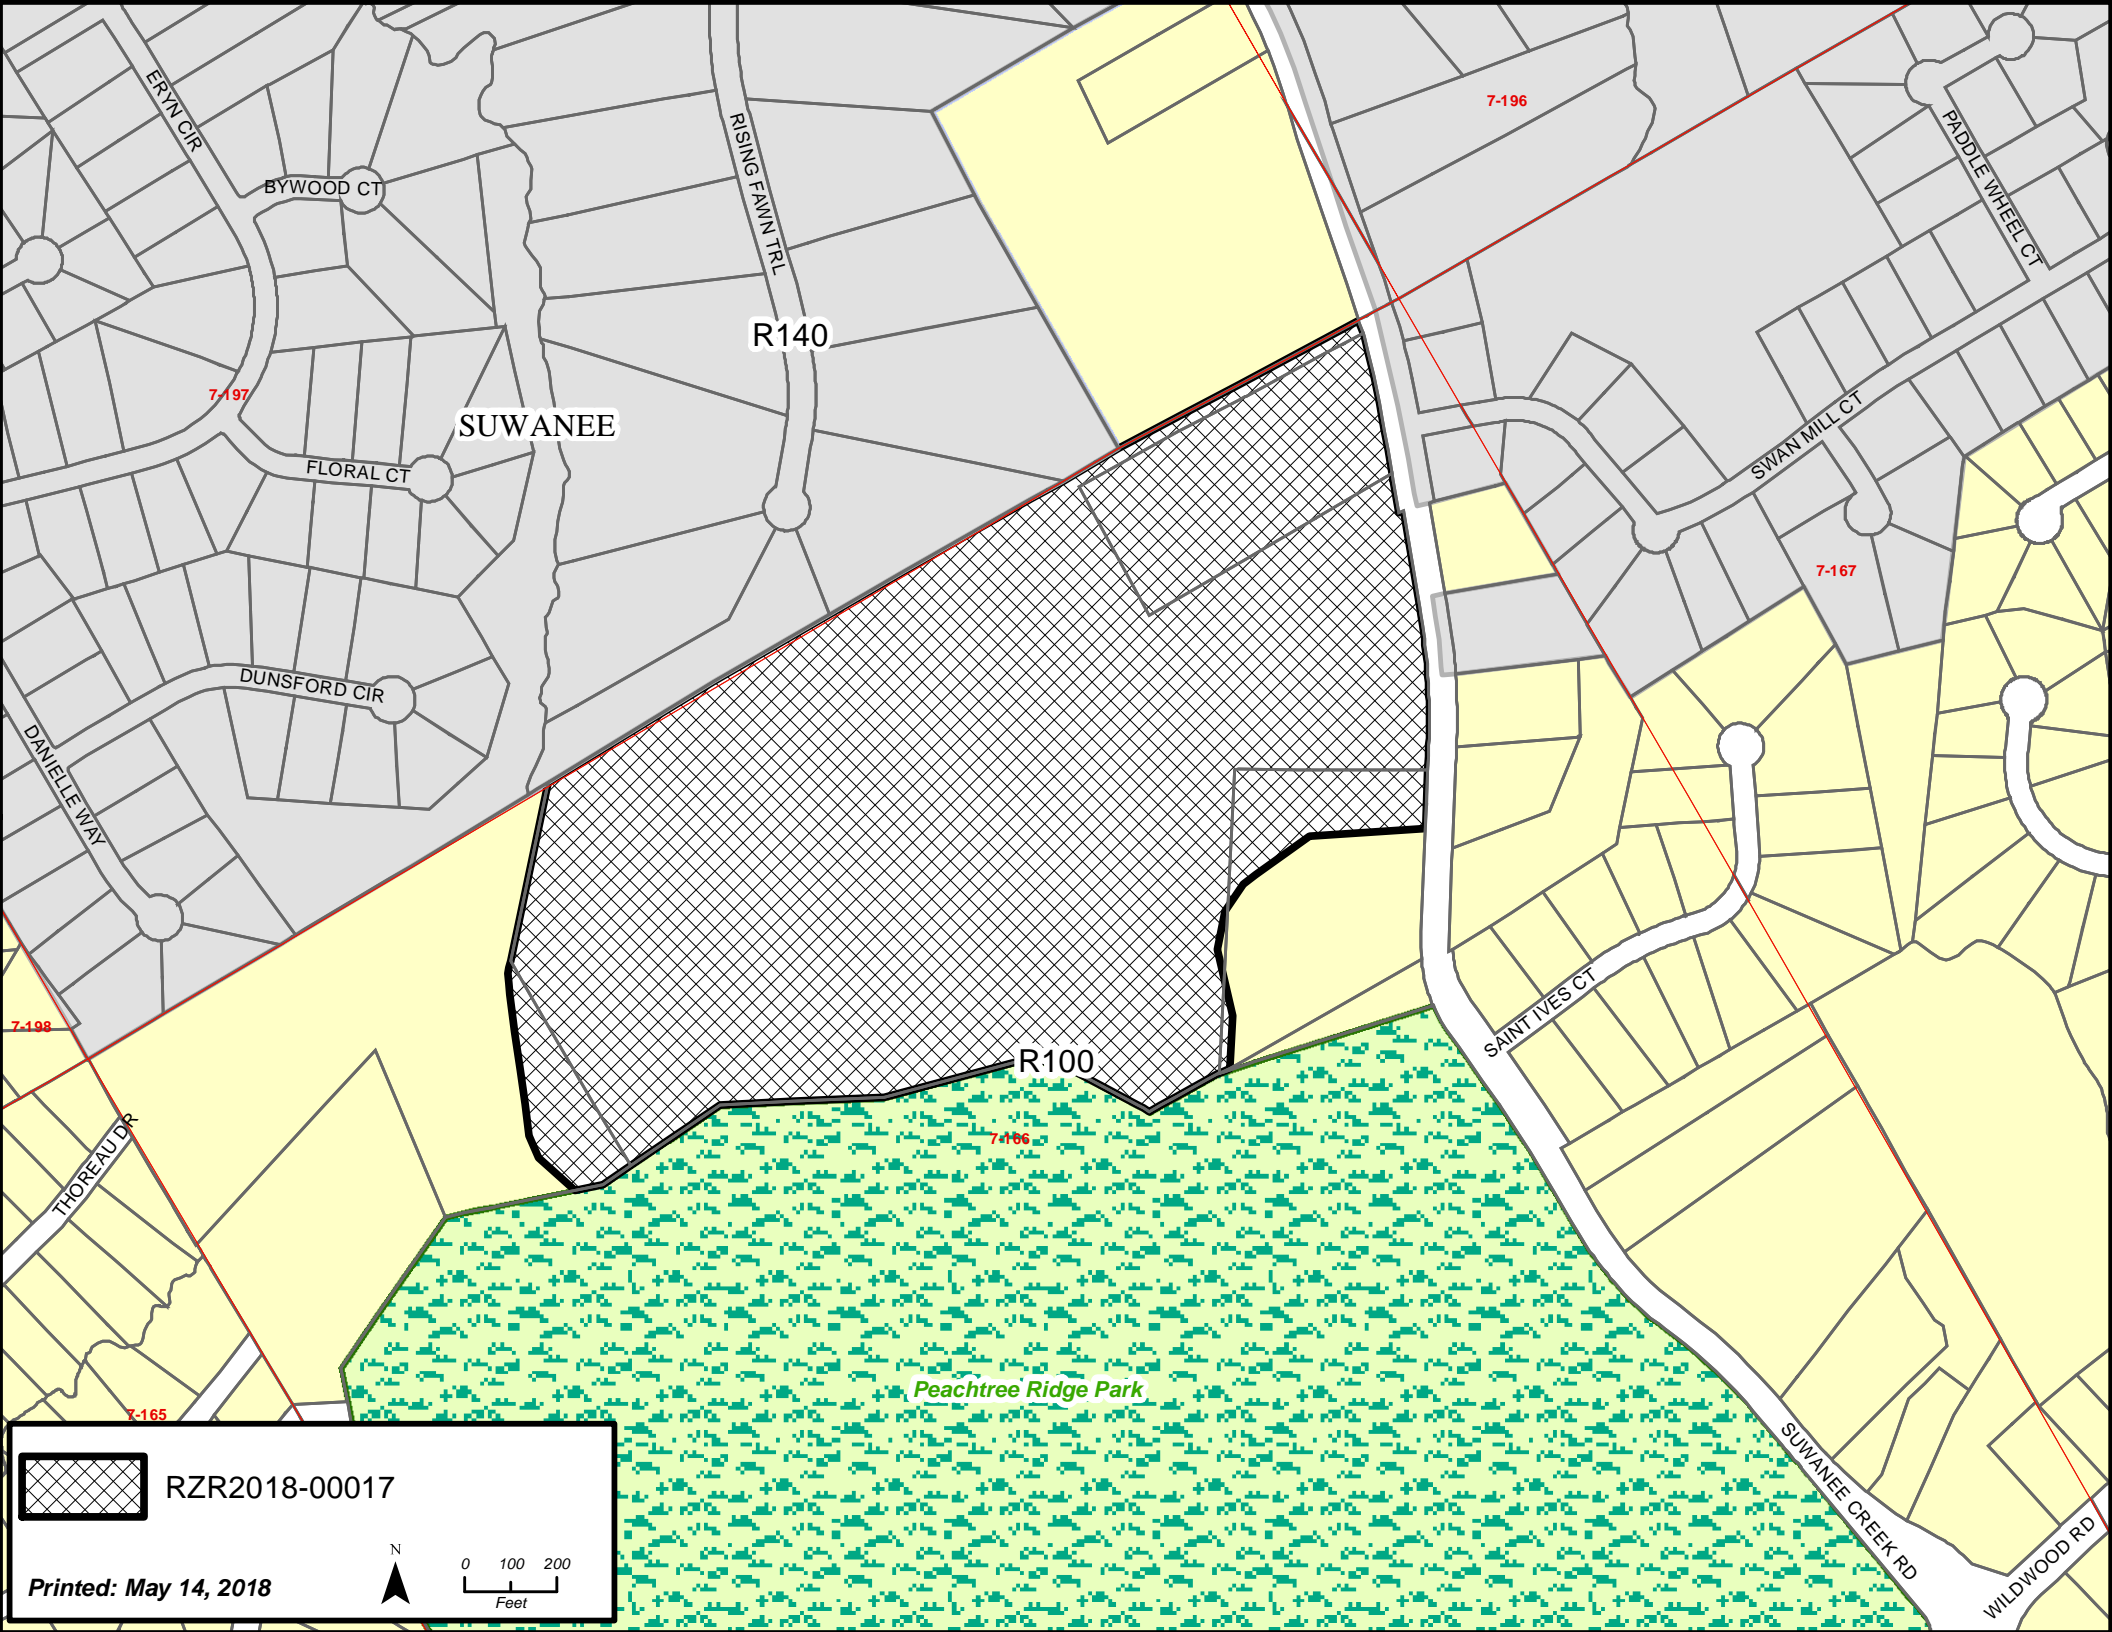 ERYN CIR
BYWOOD CT
RISING FAWN TRL
7-196
PADDLE WHEEL CT
R140
7-197
SUWANEE
FLORAL CT
SWAN MILL CT
7-167
DUNSFORD CIR
DANIELLE WAY
7-198
SAINT IVES CT
R100
7-166
THOREAU DR
Peachtree Ridge Park
7-165
SUWANEE CREEK RD
WILDWOOD RD
RZR2018-00017
N
0 100 200
Feet
Printed: May 14, 2018